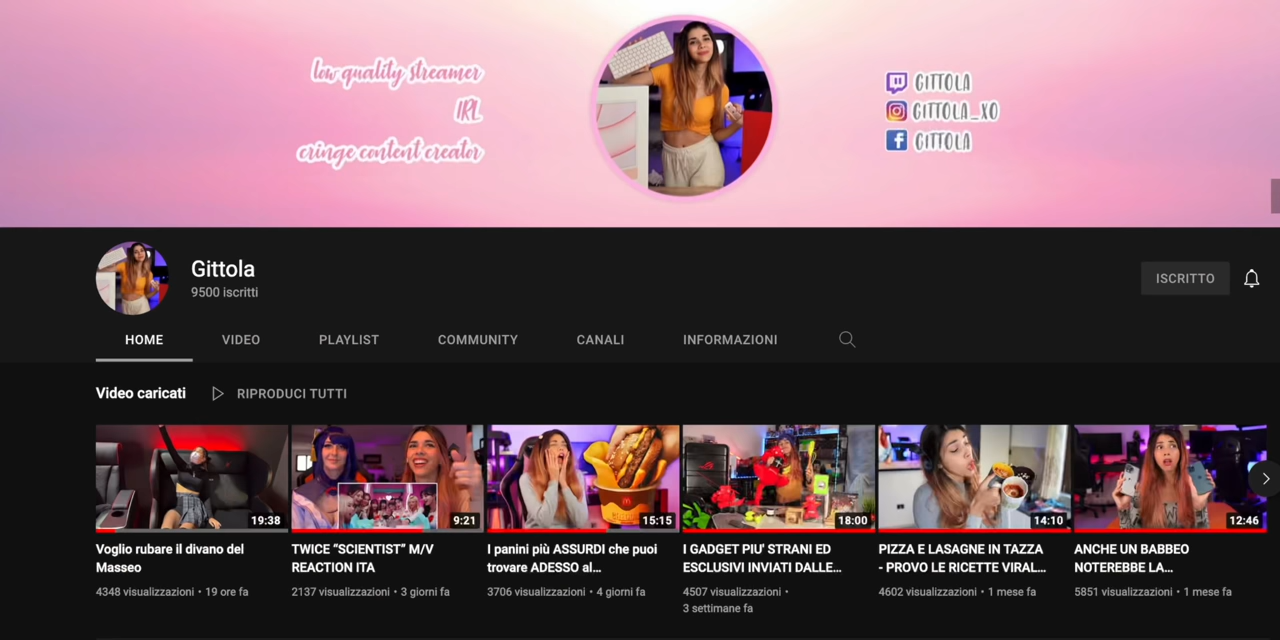 low quality streamer
IRL
cringe content creator
GITTOLA
GITTOLA_XO
GITTOLA
Gittola
9500 iscritti
ISCRITTO
HOME
VIDEO
PLAYLIST
COMMUNITY
CANALI
INFORMAZIONI
Video caricati
RIPRODUCI TUTTI
19:38
9:21
15:15
18:00
14:10
12:46
Voglio rubare il divano del
Masseo
4348 visualizzazioni • 19 ore fa
TWICE "SCIENTIST" M/V
REACTION ITA
2137 visualizzazioni • 3 giorni fa
I panini più ASSURDI che puoi
trovare ADESSO al...
3706 visualizzazioni • 4 giorni fa
I GADGET PIU' STRANI ED
ESCLUSIVI INVIATI DALLE...
4507 visualizzazioni •
3 settimane fa
PIZZA E LASAGNE IN TAZZA
- PROVO LE RICETTE VIRAL...
4602 visualizzazioni • 1 mese fa
ANCHE UN BABBEO
NOTEREBBE LA...
5851 visualizzazioni • 1 mese fa